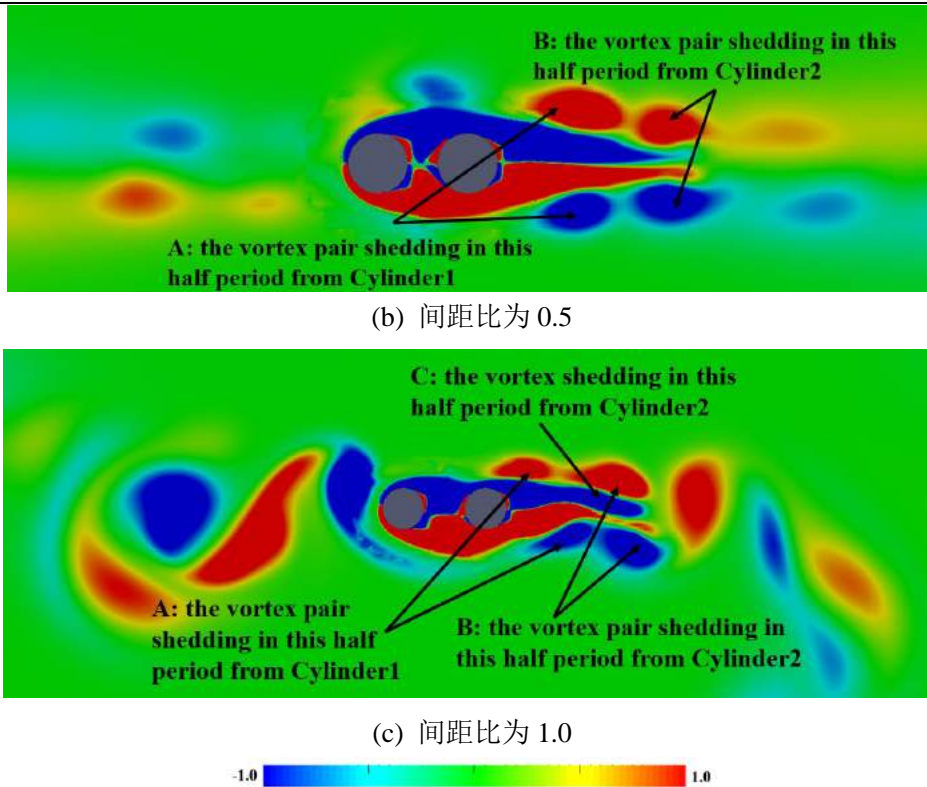 B: the vortex pair shedding in this
half period from Cylinder2
A: the vortex pair shedding in this
half period from Cylinder1
(b) 间距比为 0.5
C: the vortex shedding in this
half period from Cylinder2
A: the vortex pair
shedding in this half
period from Cylinder1
B: the vortex pair shedding in
this half period from Cylinder2
(c) 间距比为 1.0
-1.0
1.0